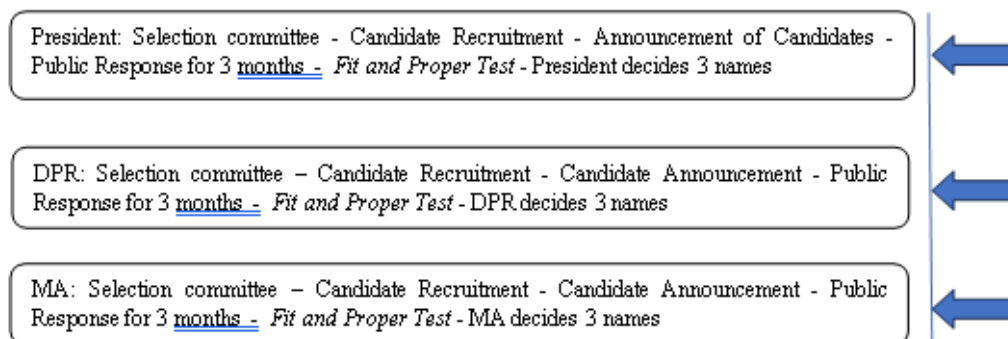 President: Selection committee - Candidate Recruitment - Announcement of Candidates -
Public Response for 3 months - Fit and Proper Test - President decides 3 names
DPR: Selection committee – Candidate Recruitment - Candidate Announcement - Public
Response for 3 months - Fit and Proper Test - DPR decides 3 names
MA: Selection committee – Candidate Recruitment - Candidate Announcement - Public
Response for 3 months - Fit and Proper Test - MA decides 3 names